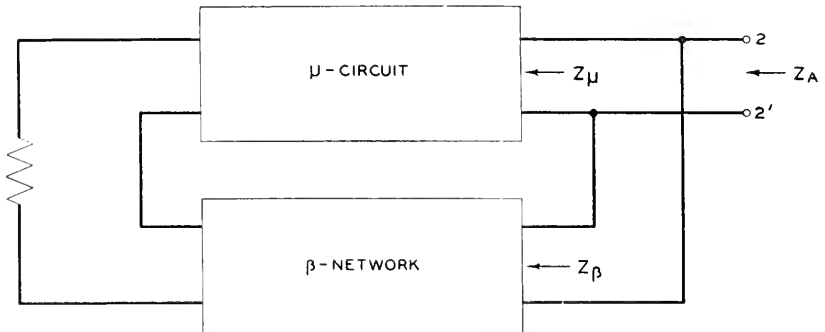 μ-CIRCUIT
Zμ
2
ZA
2'
β-NETWORK
Zβ